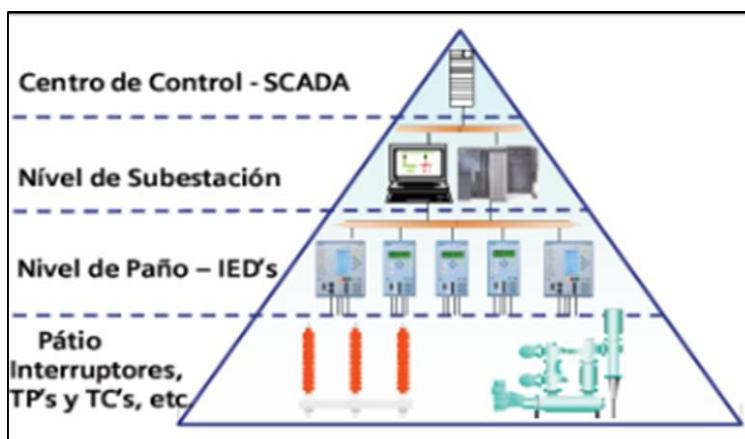 Centro de Control - SCADA
Nível de Subestación
Nivel de Paño – IED's
Pátio
Interruptores,
TP's y TC's, etc